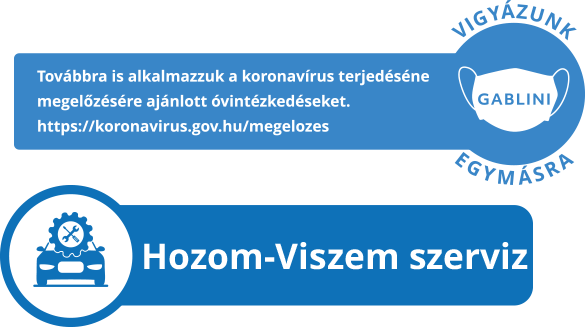 VIGYÁZUNK
Továbbra is alkalmazzuk a koronavírus terjedéséne
megelőzésére ajánlott óvintézkedéseket.
https://koronavirus.gov.hu/megelozes
GABLINI
EGYMÁSRA
Hozom-Viszem szerviz